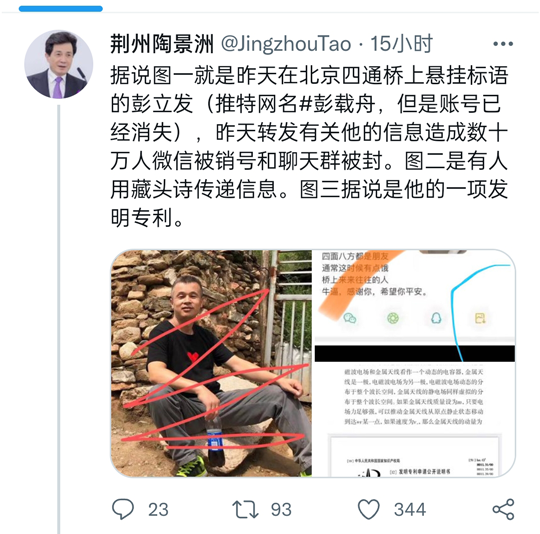 荆州陶景洲 @JingzhouTao · 15小时
据说图一就是昨天在北京四通桥上悬挂标语
的彭立发（推特网名#彭载舟，但是账号已
经消失），昨天转发有关他的信息造成数十
万人微信被销号和聊天群被封。图二是有人
用藏头诗传递信息。图三据说是他的一项发
明专利。
四面八方都是朋友
通常这时候有点饿
桥上来来往往的人
牛逼，感谢你，希望你平安。
磁波电场和金属天线看作一个动态的电容器，金属天
线是一极，电磁波电场为另一极，电磁波电场动态的分
布于整个波长空间，金属天线的静电场同样虚拟的分
布于整个波长空间。如果金属天线质量设为m，只要电
场力足够强，可以推动金属天线从原点静止状态移动
某一点，如果速度为v，那么金属天线的动量为
中华人民共和国国家知识产权局
发明专利申请公开说明书
23
93
344